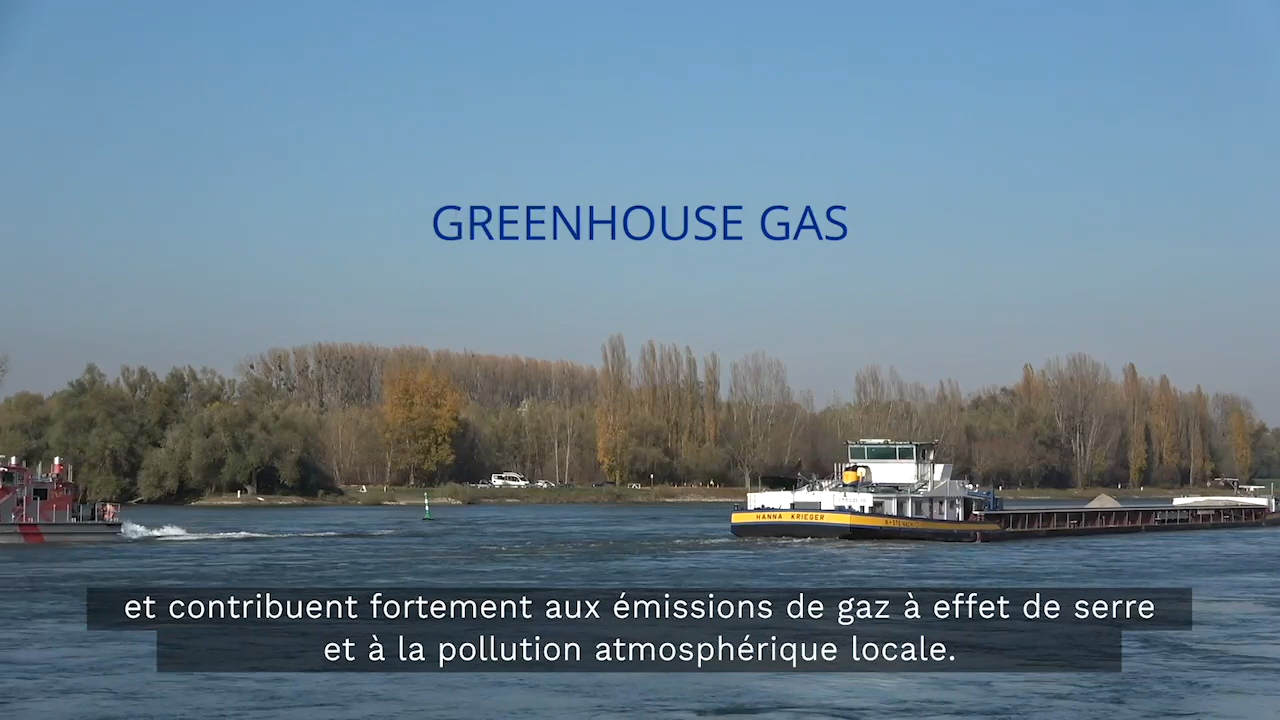 GREENHOUSE GAS
HANNA KRIEGER
et contribuent fortement aux émissions de gaz à effet de serre
et à la pollution atmosphérique locale.